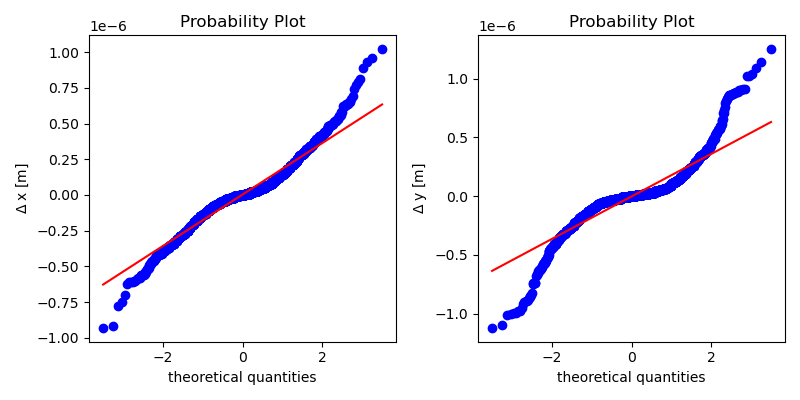 Probability Plot
1e−6
1.00
0.75
0.50
0.25
0.00
−0.25
−0.50
−0.75
−1.00
Δ x [m]
−2 0 2
theoretical quantities
Probability Plot
1e−6
1.0
0.5
0.0
−0.5
−1.0
Δ y [m]
−2 0 2
theoretical quantities